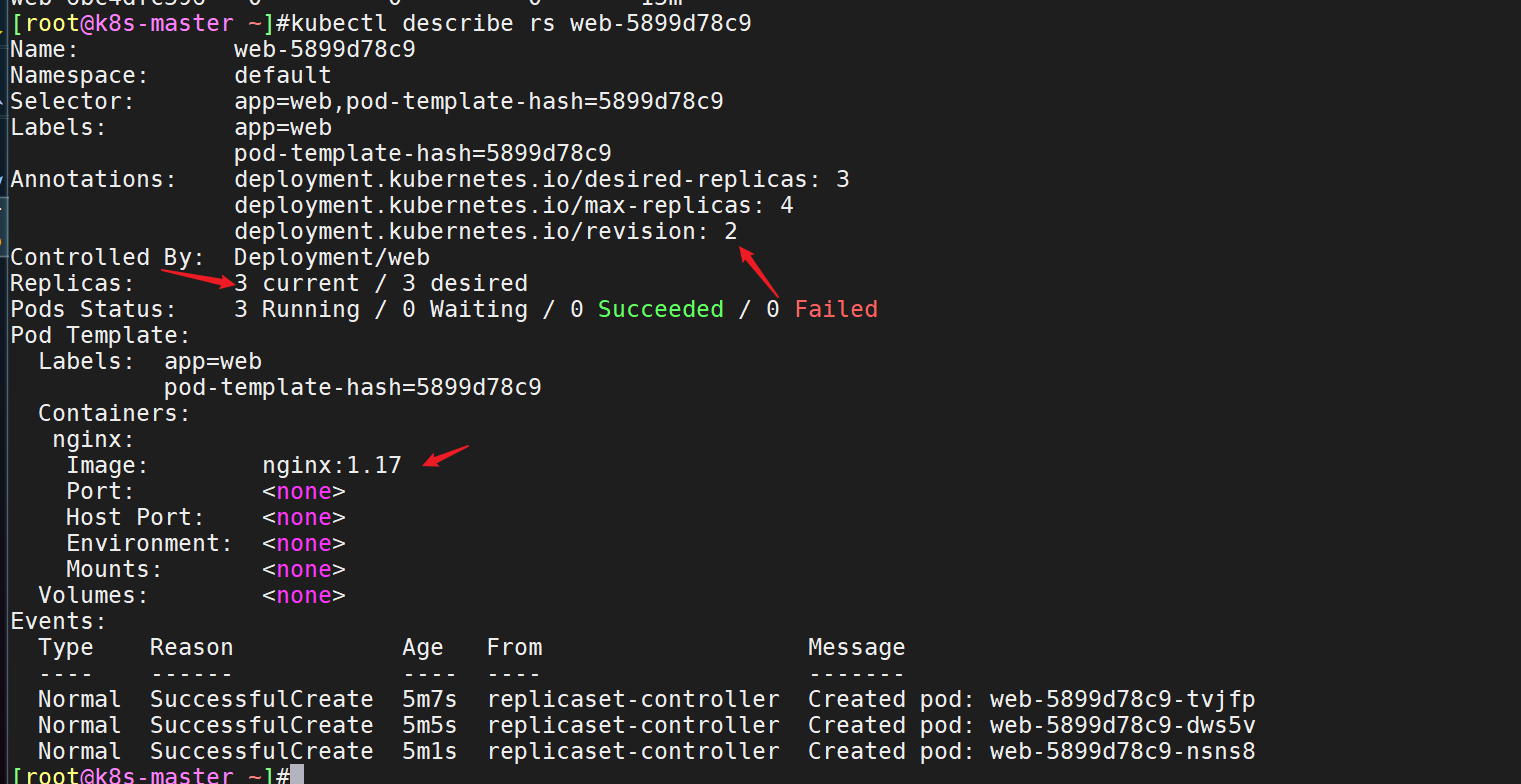 [root@k8s-master ~]#kubectl describe rs web-5899d78c9
Name:           web-5899d78c9
Namespace:      default
Selector:       app=web,pod-template-hash=5899d78c9
Labels:         app=web
                pod-template-hash=5899d78c9
Annotations:    deployment.kubernetes.io/desired-replicas: 3
                deployment.kubernetes.io/max-replicas: 4
                deployment.kubernetes.io/revision: 2
Controlled By:  Deployment/web
Replicas:       3 current / 3 desired
Pods Status:    3 Running / 0 Waiting / 0 Succeeded / 0 Failed
Pod Template:
  Labels:  app=web
           pod-template-hash=5899d78c9
  Containers:
   nginx:
    Image:        nginx:1.17
    Port:         <none>
    Host Port:    <none>
    Environment:  <none>
    Mounts:       <none>
  Volumes:        <none>
Events:
  Type    Reason            Age   From                   Message
  ----    ------            ----  ----                   -------
  Normal  SuccessfulCreate  5m7s  replicaset-controller  Created pod: web-5899d78c9-tvjfp
  Normal  SuccessfulCreate  5m5s  replicaset-controller  Created pod: web-5899d78c9-dws5v
  Normal  SuccessfulCreate  5m1s  replicaset-controller  Created pod: web-5899d78c9-nsns8
[root@k8s-master ~]#